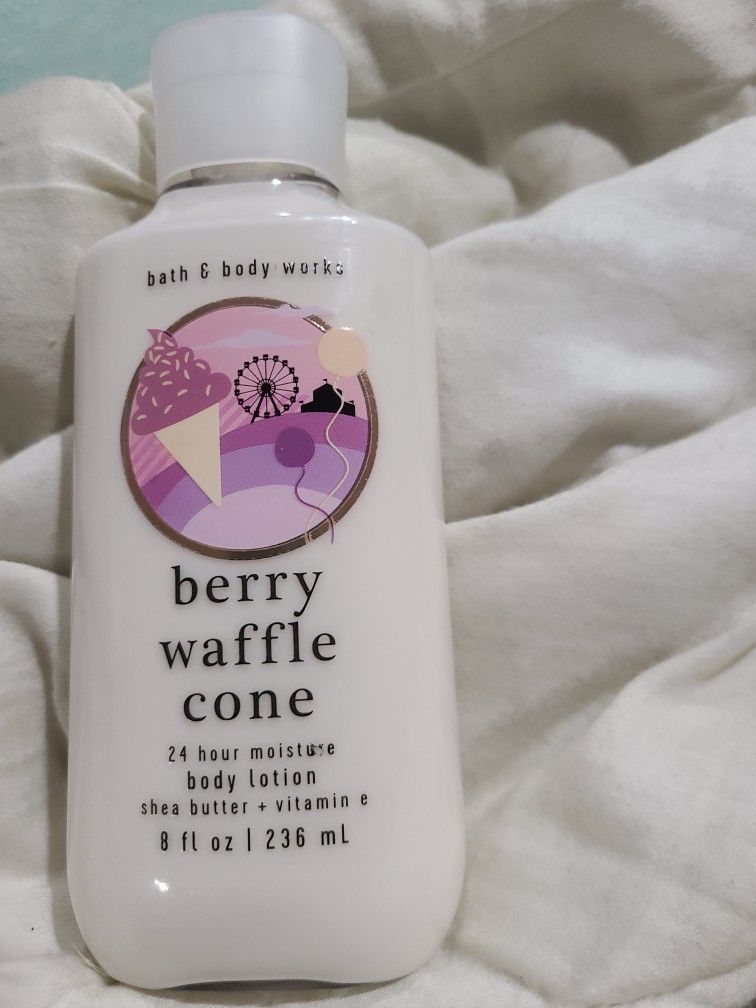 bath & body works
berry
waffle
cone
24 hour moisture
body lotion
shea butter + vitamin e
8 fl oz | 236 mL